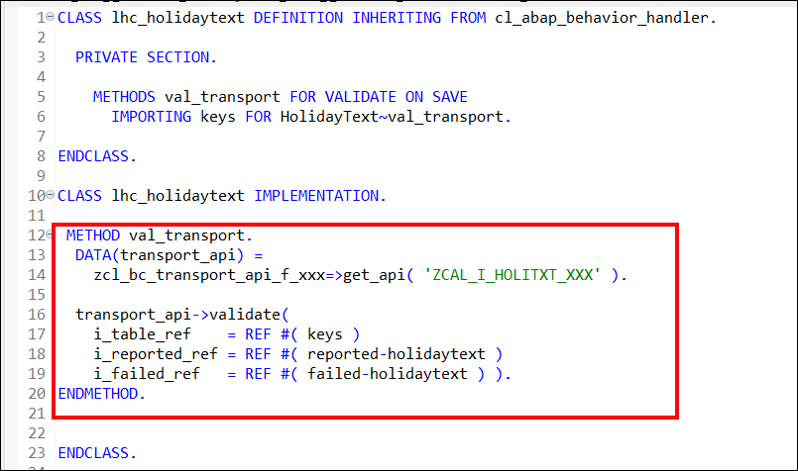 1 CLASS lhc_holidaytext DEFINITION INHERITING FROM cl_abap_behavior_handler.
2
3   PRIVATE SECTION.
4
5     METHODS val_transport FOR VALIDATE ON SAVE
6       IMPORTING keys FOR HolidayText~val_transport.
7
8 ENDCLASS.
9
10 CLASS lhc_holidaytext IMPLEMENTATION.
11
12  METHOD val_transport.
13   DATA(transport_api) =
14     zcl_bc_transport_api_f_xxx=>get_api( 'ZCAL_I_HOLITXT_XXX' ).
15
16   transport_api->validate(
17     i_table_ref    = REF #( keys )
18     i_reported_ref = REF #( reported-holidaytext )
19     i_failed_ref   = REF #( failed-holidaytext ) ).
20 ENDMETHOD.
21
22
23 ENDCLASS.